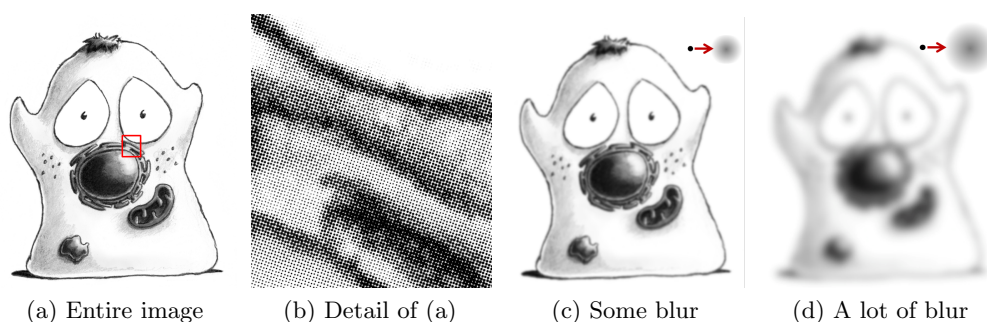 (a) Entire image
(b) Detail of (a)
(c) Some blur
(d) A lot of blur